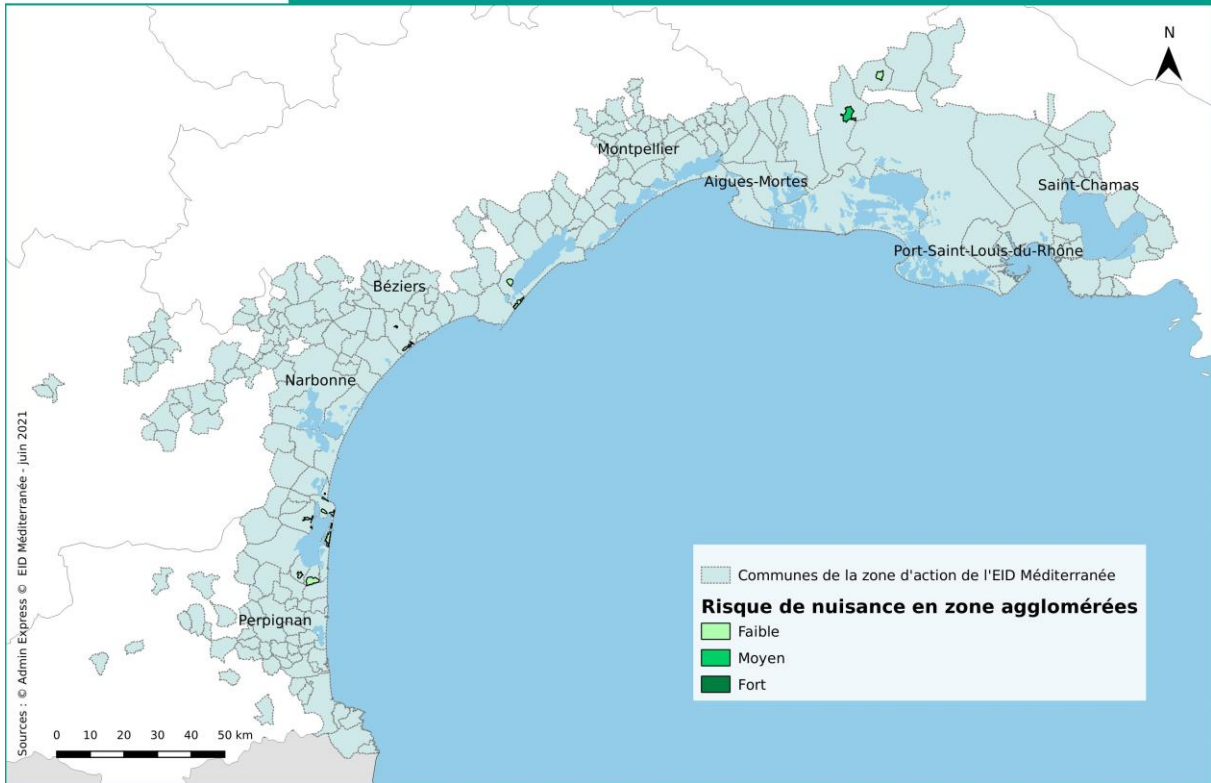 N
Montpellier
Aigues-Mortes
Saint-Chamas
Port-Saint-Louis-du-Rhône
Béziers
Narbonne
Perpignan
Communes de la zone d'action de l'EID Méditerranée
Risque de nuisance en zone agglomérées
Faible
Moyen
Fort
0 10 20 30 40 50 km
Sources : © Admin Express © EID Méditerranée - juin 2021